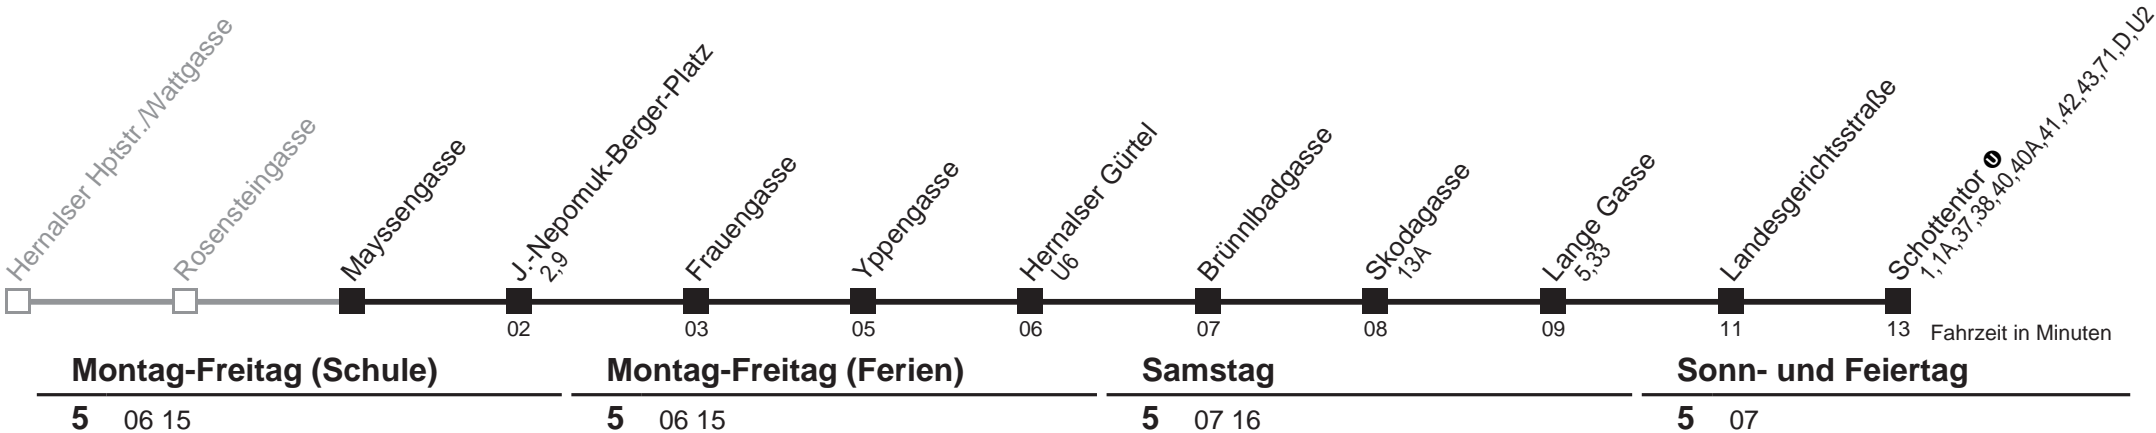 Hernalser Hptstr./Wattgasse
Rosensteingasse
Mayssengasse
J.-Nepomuk-Berger-Platz
2,9
Frauengasse
Yppengasse
Hernalser Gürtel
U6
Brünnlbadgasse
Skodagasse
13A
Lange Gasse
5,33
Landesgerichtsstraße
Schottentor U
1,1A,37,38,40,40A,41,42,43,71,D,U2
02 03 05 06 07 08 09 11 13 Fahrzeit in Minuten
Montag-Freitag (Schule) Montag-Freitag (Ferien) Samstag Sonn- und Feiertag
5 06 15 5 06 15 5 07 16 5 07